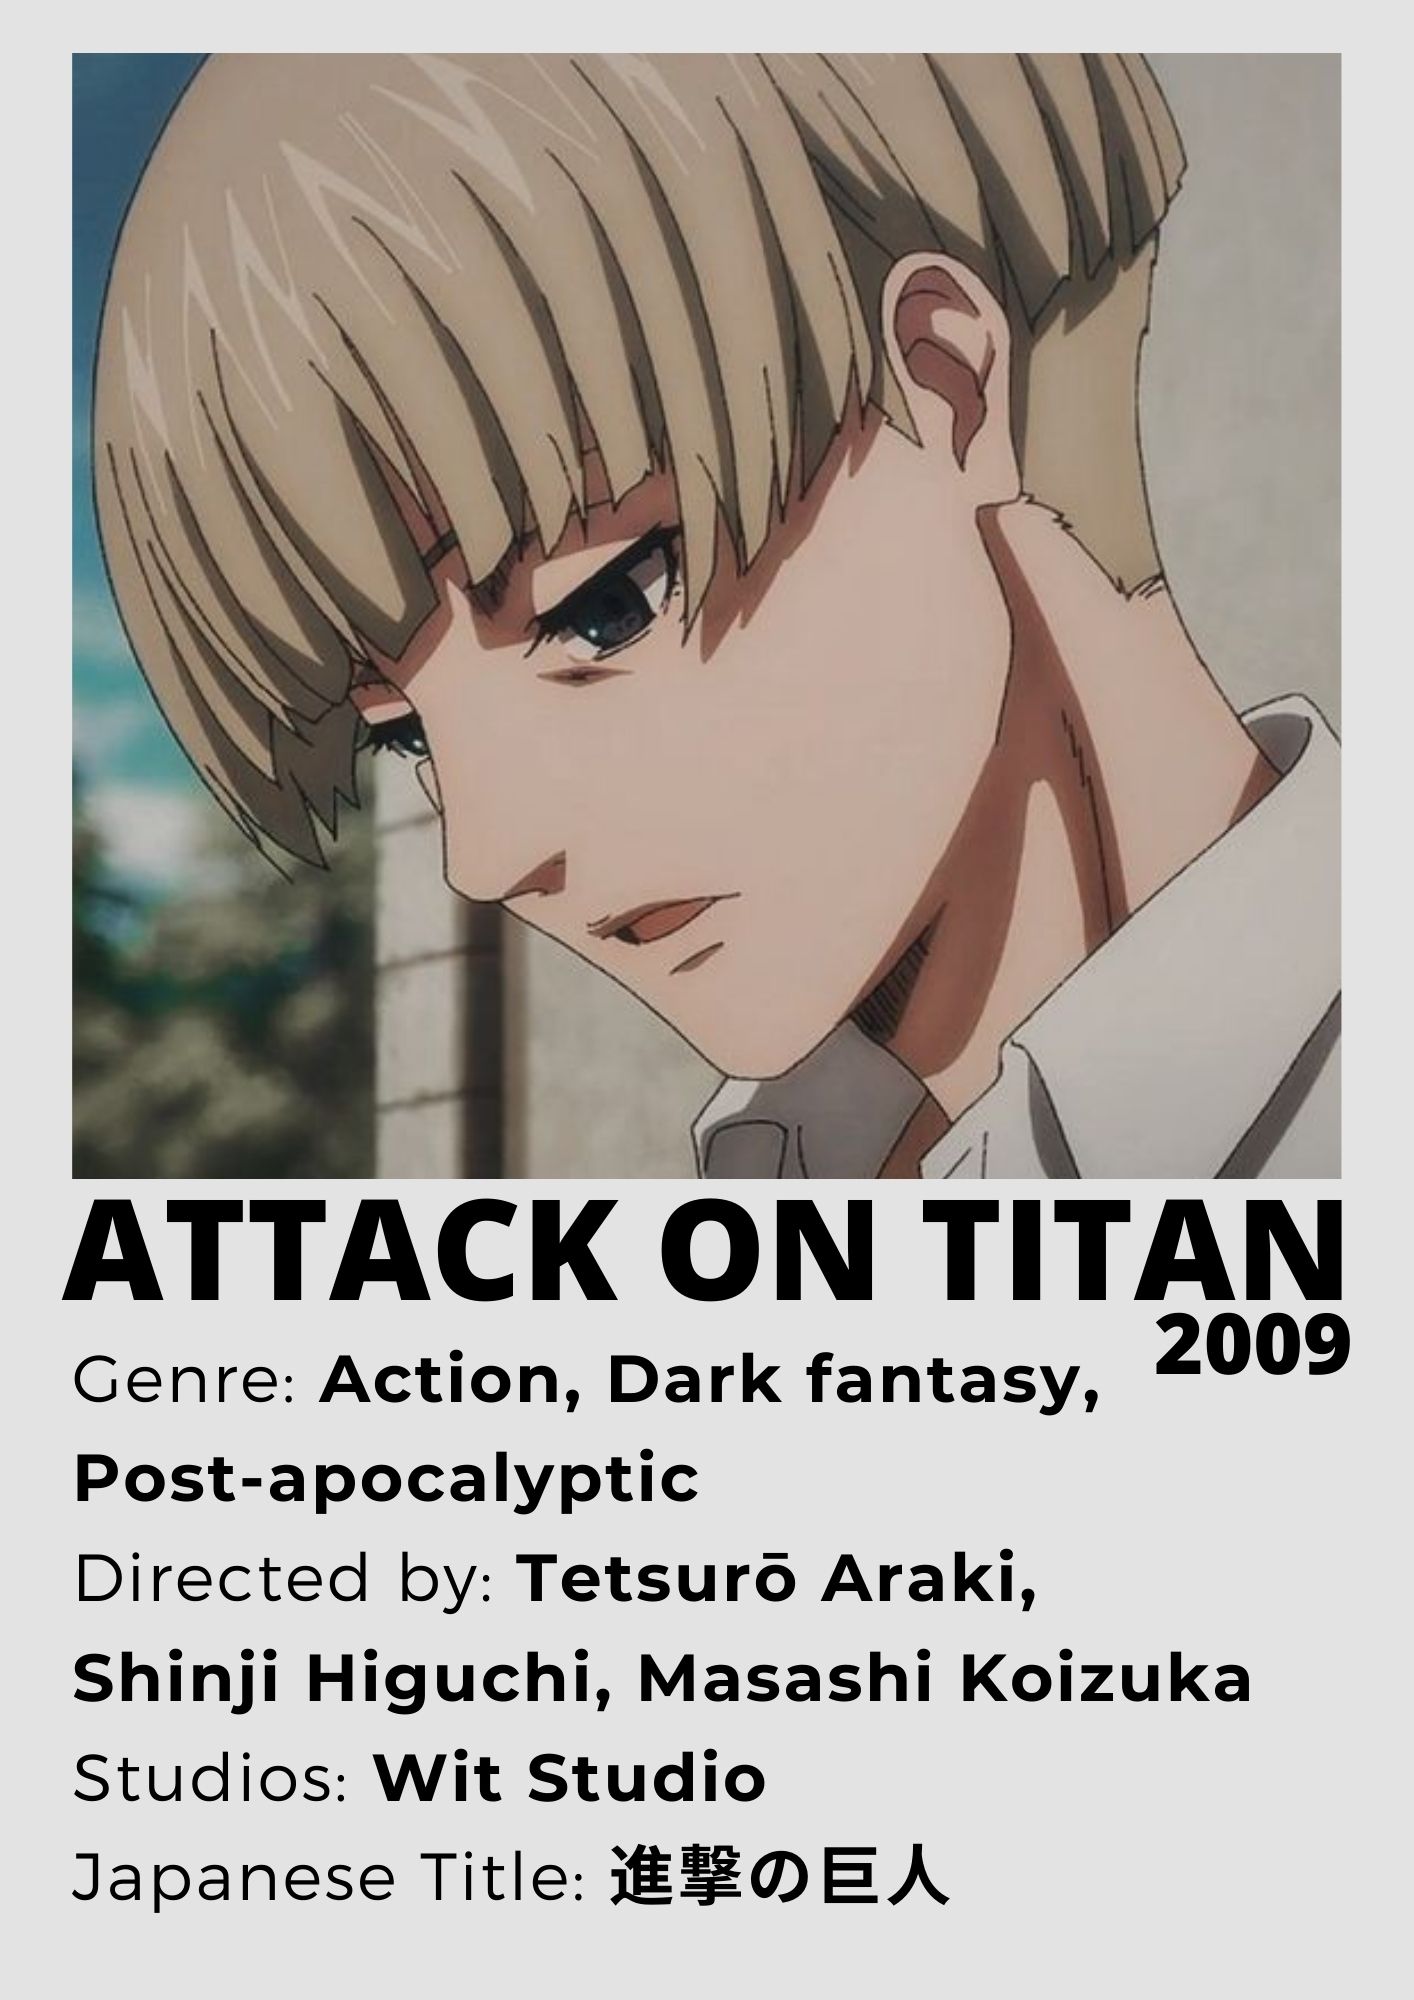 ATTACK ON TITAN
2009
Genre: Action, Dark fantasy,
Post-apocalyptic
Directed by: Tetsurō Araki,
Shinji Higuchi, Masashi Koizuka
Studios: Wit Studio
Japanese Title: 進撃の巨人